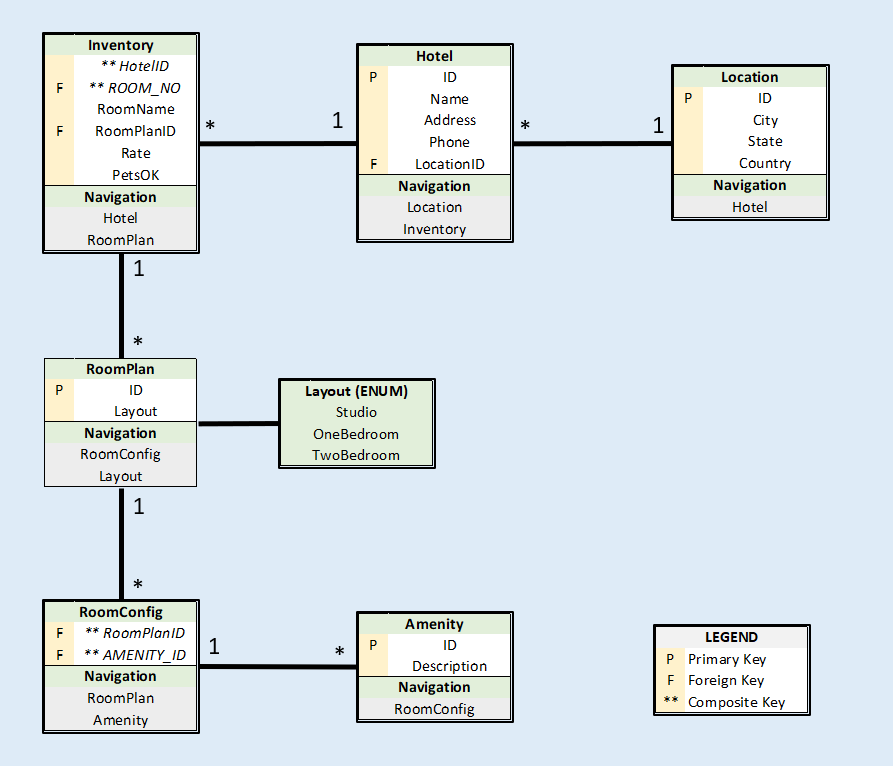 Inventory
** HotelID
F ** ROOM_NO
RoomName
F RoomPlanID
Rate
PetsOK
Navigation
Hotel
RoomPlan
* 1
Hotel
P ID
Name
Address
Phone
F LocationID
Navigation
Location
Inventory
* 1
Location
P ID
City
State
Country
Navigation
Hotel
1
*
RoomPlan
P ID
Layout
Navigation
RoomConfig
Layout
Layout (ENUM)
Studio
OneBedroom
TwoBedroom
1
*
RoomConfig
F ** RoomPlanID
F ** AMENITY_ID
Navigation
RoomPlan
Amenity
1 *
Amenity
P ID
Description
Navigation
RoomConfig
LEGEND
P Primary Key
F Foreign Key
** Composite Key